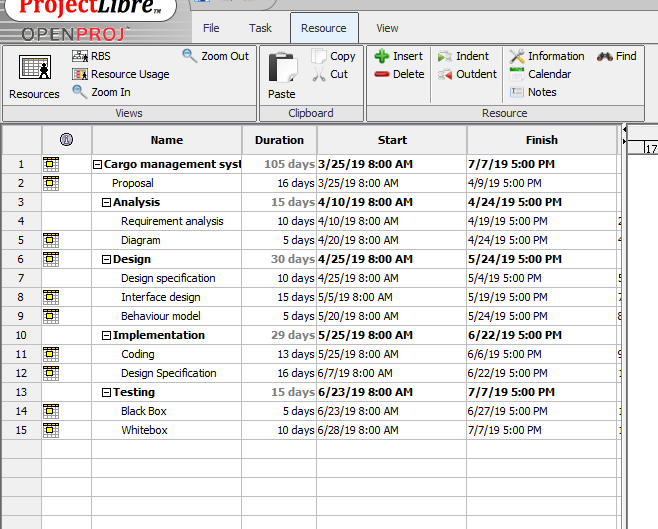 ProjectLibre™
OPENPROJ
File Task Resource View
Resources
RBS
Resource Usage
Zoom In
Zoom Out
Views
Paste
Copy
Cut
Clipboard
Insert
Delete
Indent
Outdent
Information
Calendar
Notes
Find
Resource
Name Duration Start Finish
17
1 Cargo management syst 105 days 3/25/19 8:00 AM 7/7/19 5:00 PM
2 Proposal 16 days 3/25/19 8:00 AM 4/9/19 5:00 PM
3 Analysis 15 days 4/10/19 8:00 AM 4/24/19 5:00 PM
4 Requirement analysis 10 days 4/10/19 8:00 AM 4/19/19 5:00 PM 2
5 Diagram 5 days 4/20/19 8:00 AM 4/24/19 5:00 PM 4
6 Design 30 days 4/25/19 8:00 AM 5/24/19 5:00 PM
7 Design specification 10 days 4/25/19 8:00 AM 5/4/19 5:00 PM 5
8 Interface design 15 days 5/5/19 8:00 AM 5/19/19 5:00 PM 7
9 Behaviour model 5 days 5/20/19 8:00 AM 5/24/19 5:00 PM 8
10 Implementation 29 days 5/25/19 8:00 AM 6/22/19 5:00 PM
11 Coding 13 days 5/25/19 8:00 AM 6/6/19 5:00 PM 9
12 Design Specification 16 days 6/7/19 8:00 AM 6/22/19 5:00 PM 1
13 Testing 15 days 6/23/19 8:00 AM 7/7/19 5:00 PM
14 Black Box 5 days 6/23/19 8:00 AM 6/27/19 5:00 PM 1
15 Whitebox 10 days 6/28/19 8:00 AM 7/7/19 5:00 PM 1